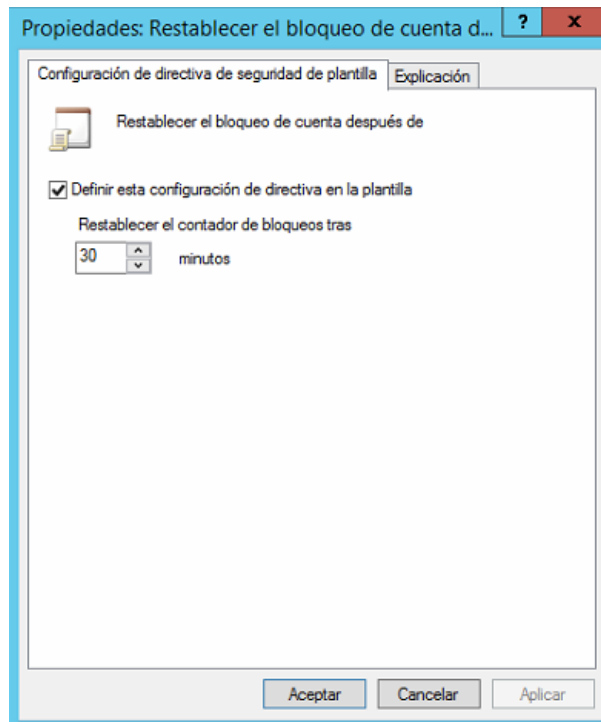 Propiedades: Restablecer el bloqueo de cuenta d... ? x
Configuración de directiva de seguridad de plantilla Explicación
Restablecer el bloqueo de cuenta después de
Definir esta configuración de directiva en la plantilla
Restablecer el contador de bloqueos tras
30 minutos
Aceptar Cancelar Aplicar